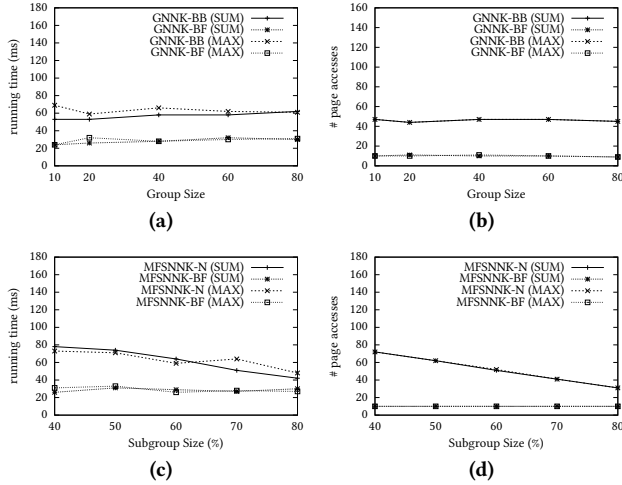 GNNK-BB (SUM)
GNNK-BF (SUM)
GNNK-BB (MAX)
GNNK-BF (MAX)
running time (ms)
180
160
140
120
100
80
60
40
20
0
10 20 40 60 80
Group Size
(a)
GNNK-BB (SUM)
GNNK-BF (SUM)
GNNK-BB (MAX)
GNNK-BF (MAX)
# page accesses
180
160
140
120
100
80
60
40
20
0
10 20 40 60 80
Group Size
(b)
MFSNNK-N (SUM)
MFSNNK-BF (SUM)
MFSNNK-N (MAX)
MFSNNK-BF (MAX)
running time (ms)
180
160
140
120
100
80
60
40
20
0
40 50 60 70 80
Subgroup Size (%)
(c)
MFSNNK-N (SUM)
MFSNNK-BF (SUM)
MFSNNK-N (MAX)
MFSNNK-BF (MAX)
# page accesses
180
160
140
120
100
80
60
40
20
0
40 50 60 70 80
Subgroup Size (%)
(d)